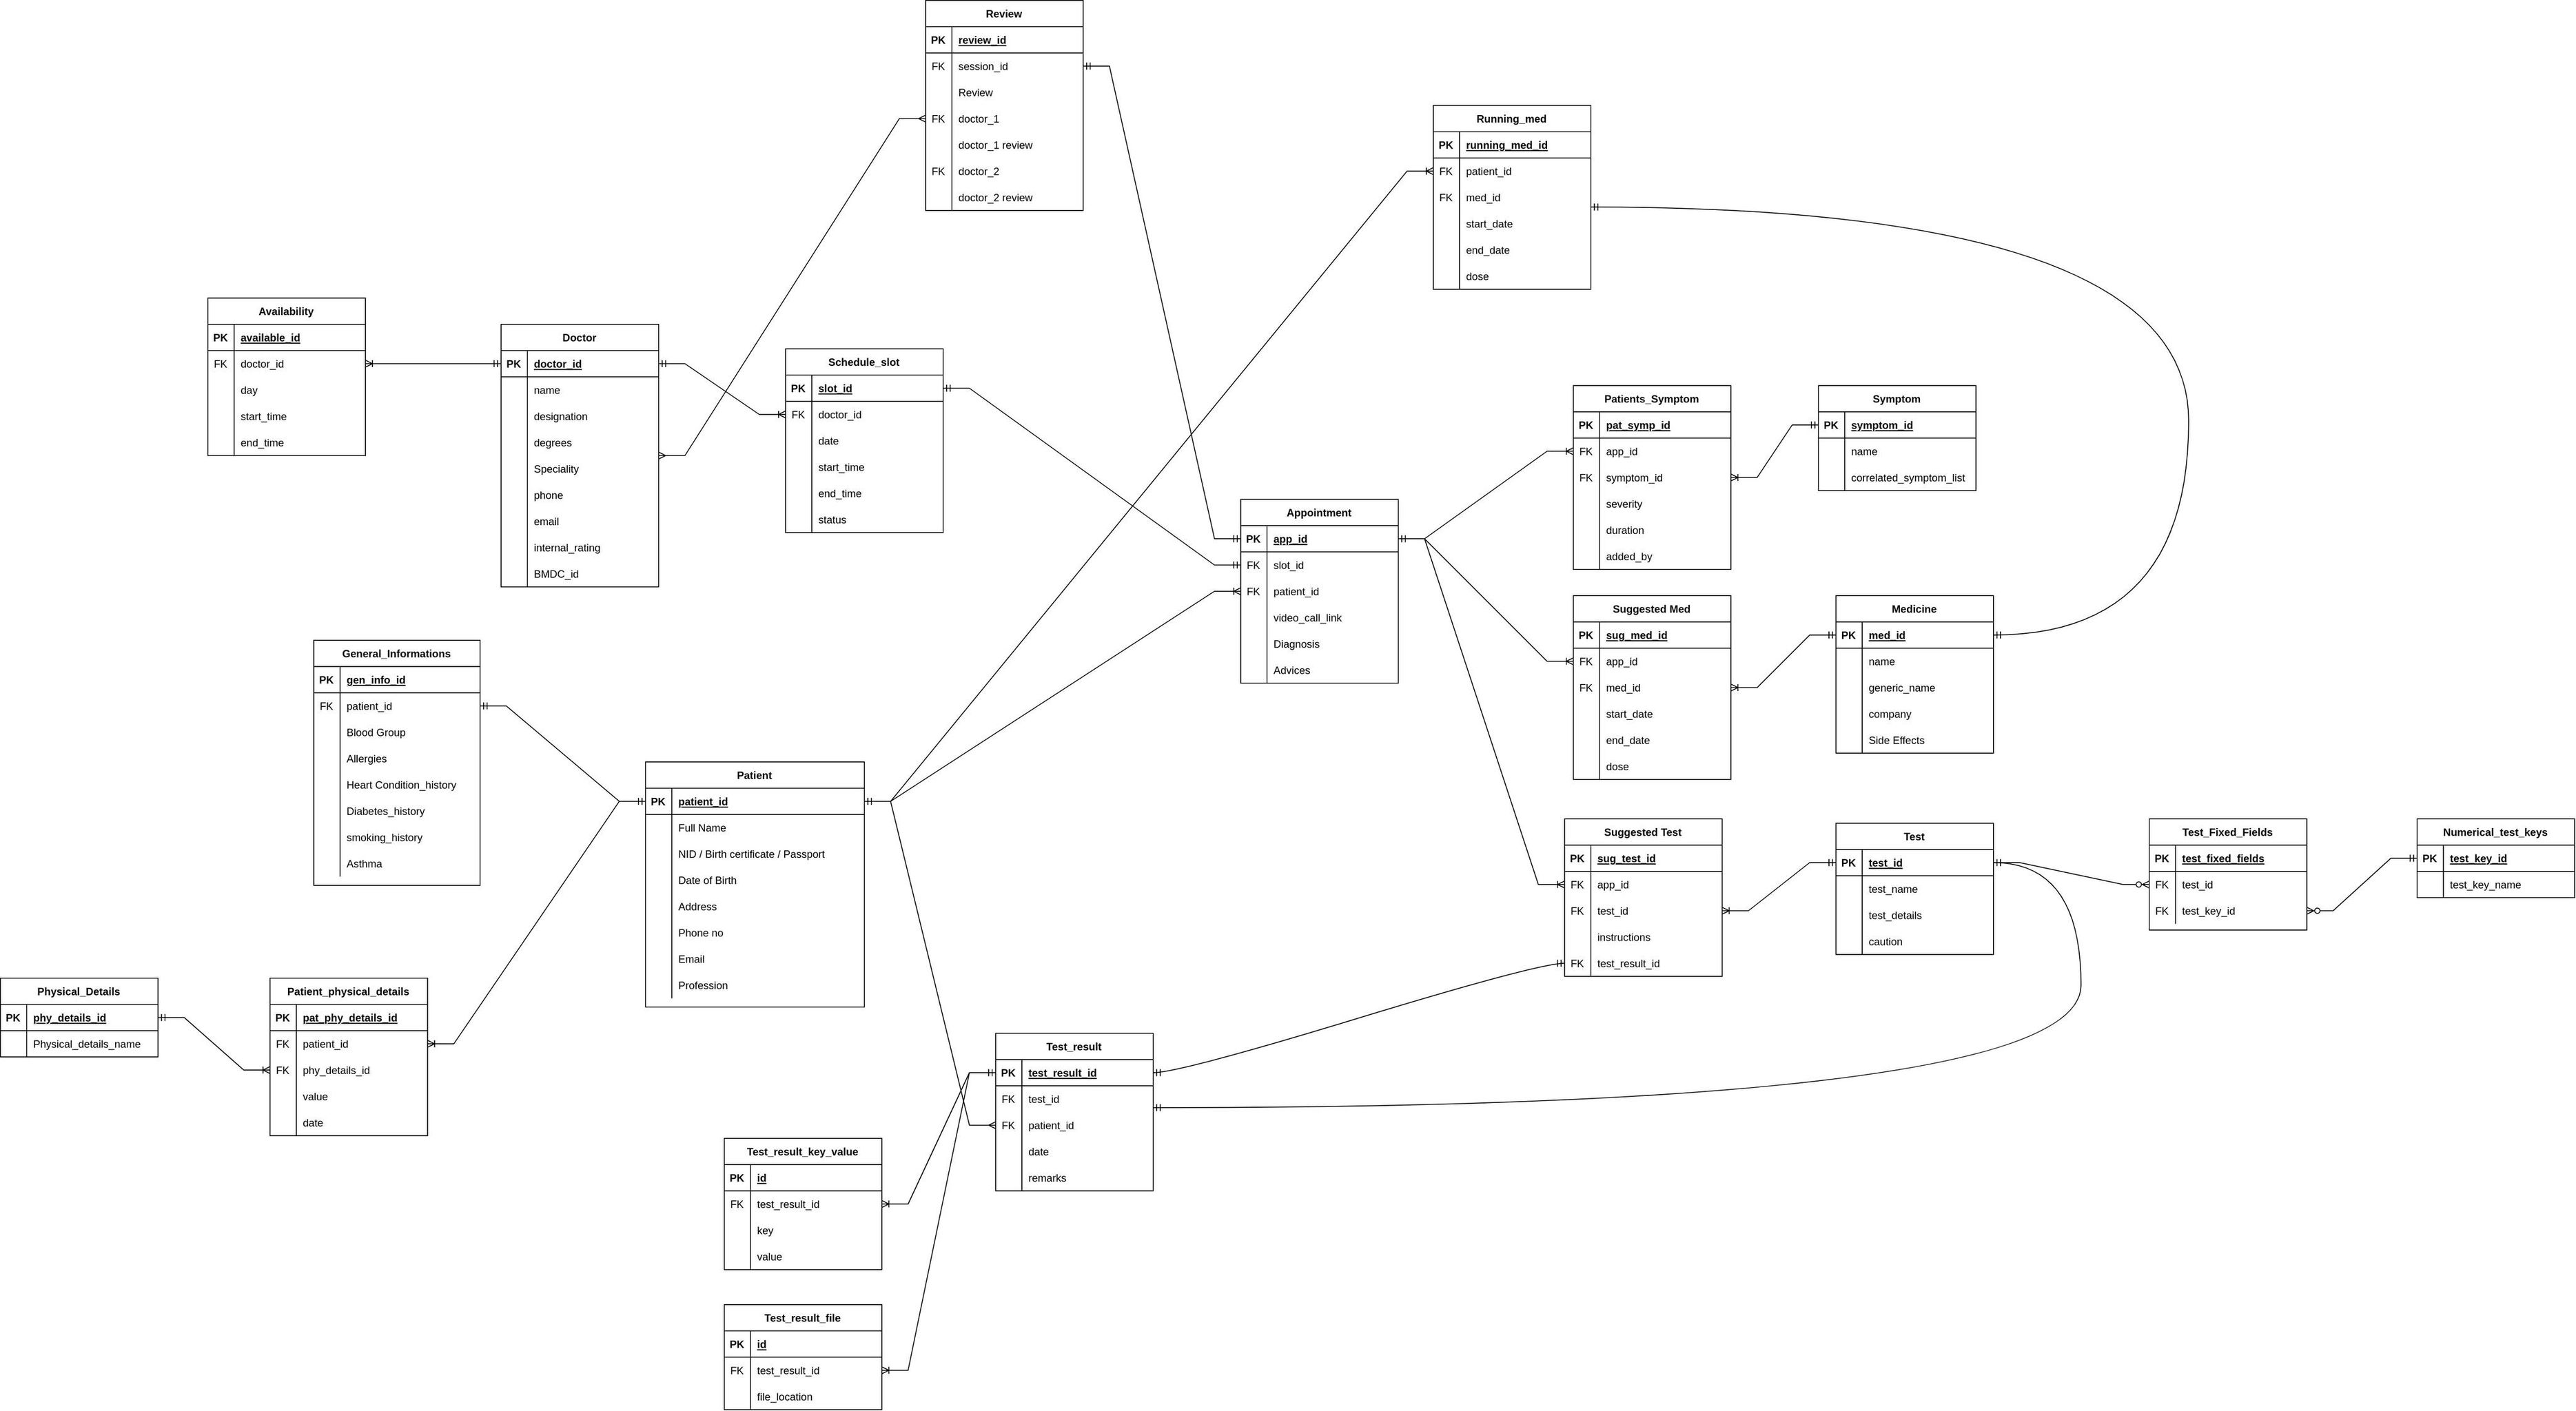 Review
PK review_id
FK session_id
Review
FK doctor_1
doctor_1 review
FK doctor_2
doctor_2 review
Running_med
PK running_med_id
FK patient_id
FK med_id
start_date
end_date
dose
Availability
PK available_id
FK doctor_id
day
start_time
end_time
Doctor
PK doctor_id
name
designation
degrees
Speciality
phone
email
internal_rating
BMDC_id
Schedule_slot
PK slot_id
FK doctor_id
date
start_time
end_time
status
Patients_Symptom
PK pat_symp_id
FK app_id
FK symptom_id
severity
duration
added_by
Symptom
PK symptom_id
name
correlated_symptom_list
Appointment
PK app_id
FK slot_id
FK patient_id
video_call_link
Diagnosis
Advices
Suggested Med
PK sug_med_id
FK app_id
FK med_id
start_date
end_date
dose
Medicine
PK med_id
name
generic_name
company
Side Effects
General_Informations
PK gen_info_id
FK patient_id
Blood Group
Allergies
Heart Condition_history
Diabetes_history
smoking_history
Asthma
Patient
PK patient_id
Full Name
NID / Birth certificate / Passport
Date of Birth
Address
Phone no
Email
Profession
Suggested Test
PK sug_test_id
FK app_id
FK test_id
instructions
FK test_result_id
Test
PK test_id
test_name
test_details
caution
Test_Fixed_Fields
PK test_fixed_fields
FK test_id
FK test_key_id
Numerical_test_keys
PK test_key_id
test_key_name
Physical_Details
PK phy_details_id
Physical_details_name
Patient_physical_details
PK pat_phy_details_id
FK patient_id
FK phy_details_id
value
date
Test_result
PK test_result_id
FK test_id
FK patient_id
date
remarks
Test_result_key_value
PK id
FK test_result_id
key
value
Test_result_file
PK id
FK test_result_id
file_location